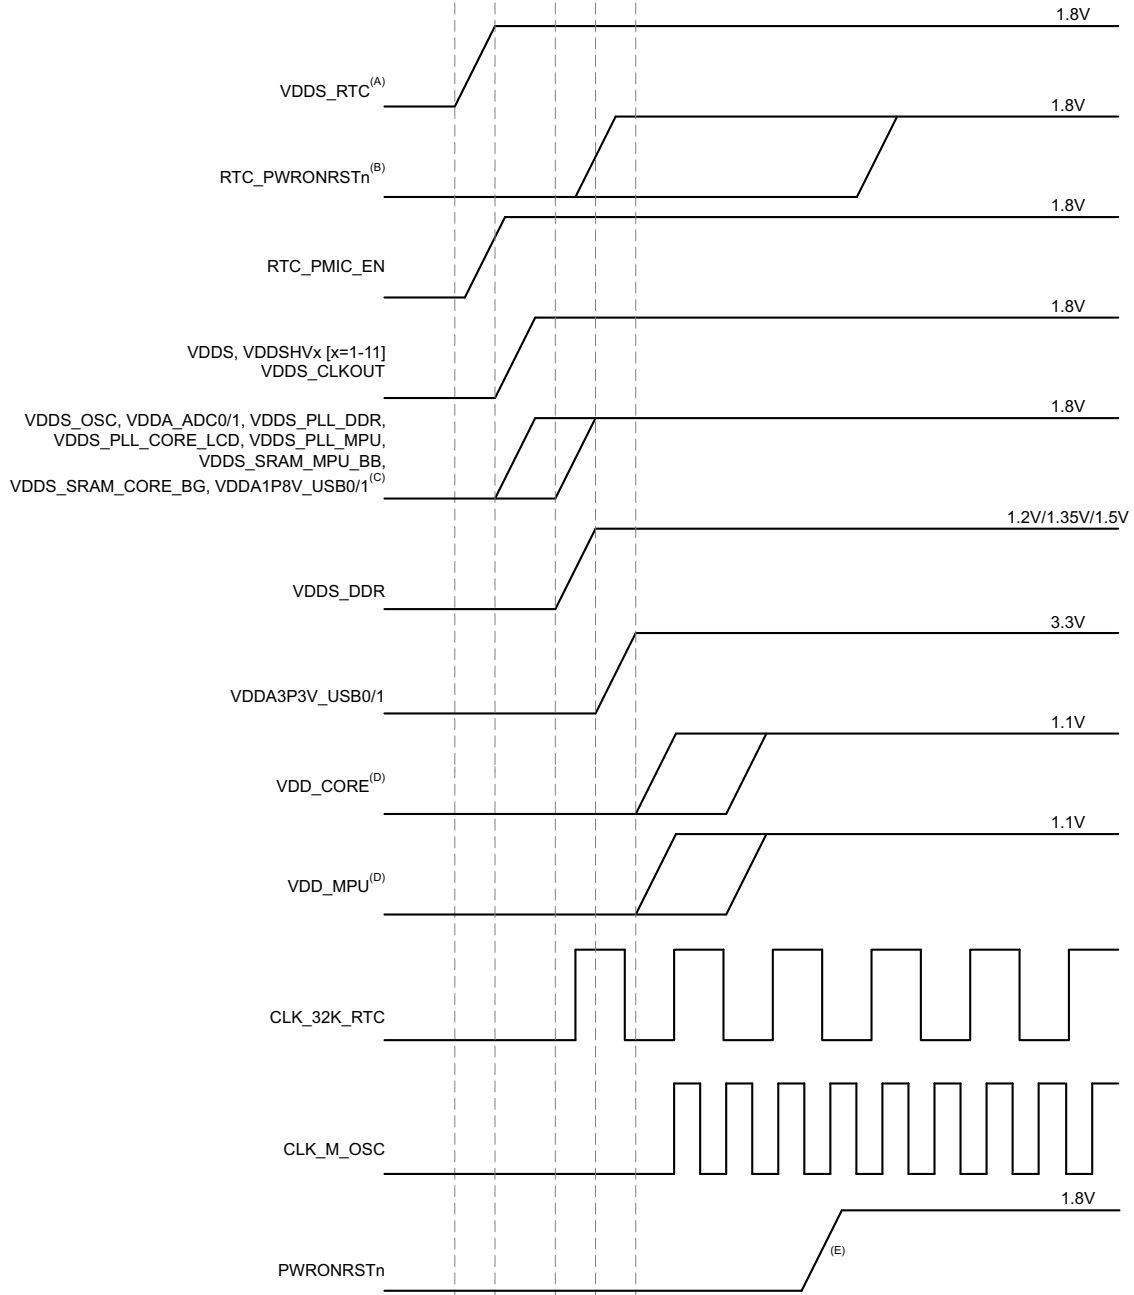 1.8V
VDDS_RTC(A)
1.8V
RTC_PWRONRSTn(B)
1.8V
RTC_PMIC_EN
1.8V
VDDS, VDDSHVx [x=1-11]
VDDS_CLKOUT
1.8V
VDDS_OSC, VDDA_ADC0/1, VDDS_PLL_DDR,
VDDS_PLL_CORE_LCD, VDDS_PLL_MPU,
VDDS_SRAM_MPU_BB,
VDDS_SRAM_CORE_BG, VDDA1P8V_USB0/1(C)
1.2V/1.35V/1.5V
VDDS_DDR
3.3V
VDDA3P3V_USB0/1
1.1V
VDD_CORE(D)
1.1V
VDD_MPU(D)
CLK_32K_RTC
CLK_M_OSC
1.8V
(E)
PWRONRSTn